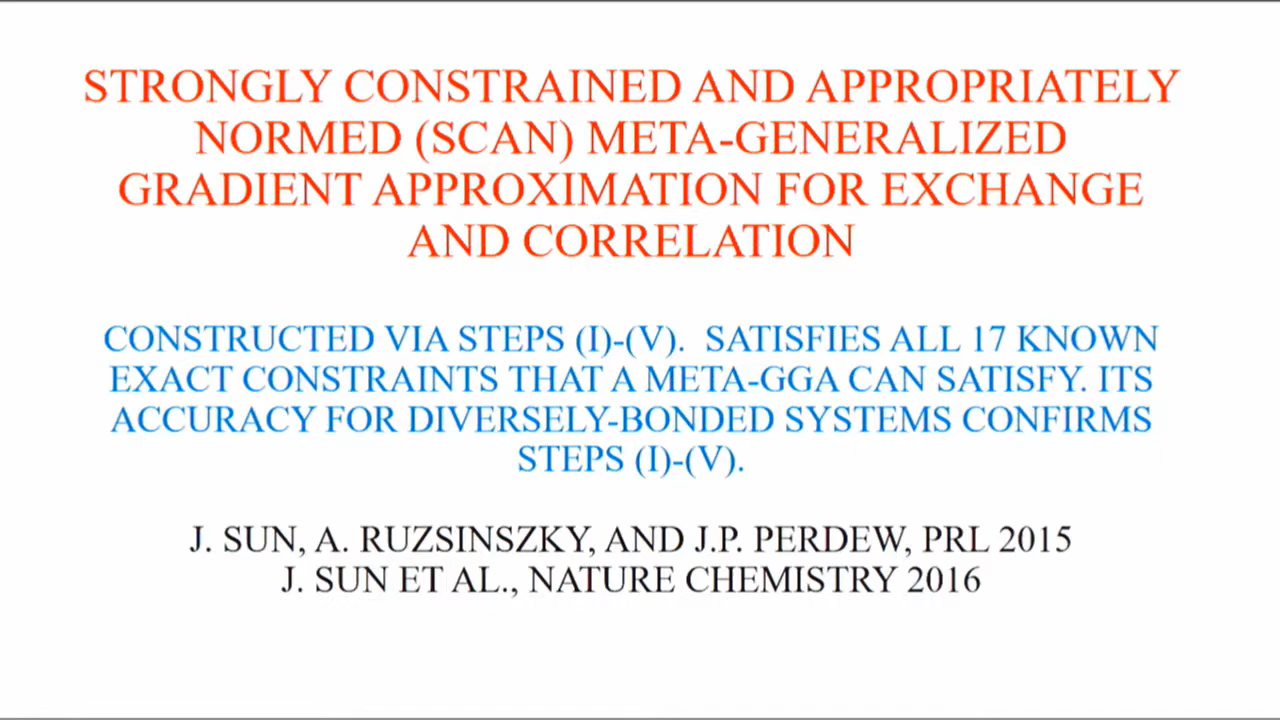 STRONGLY CONSTRAINED AND APPROPRIATELY
NORMED (SCAN) META-GENERALIZED
GRADIENT APPROXIMATION FOR EXCHANGE
AND CORRELATION
CONSTRUCTED VIA STEPS (I)-(V). SATISFIES ALL 17 KNOWN
EXACT CONSTRAINTS THAT A META-GGA CAN SATISFY. ITS
ACCURACY FOR DIVERSELY-BONDED SYSTEMS CONFIRMS
STEPS (I)-(V).
J. SUN, A. RUZSINSZKY, AND J.P. PERDEW, PRL 2015
J. SUN ET AL., NATURE CHEMISTRY 2016